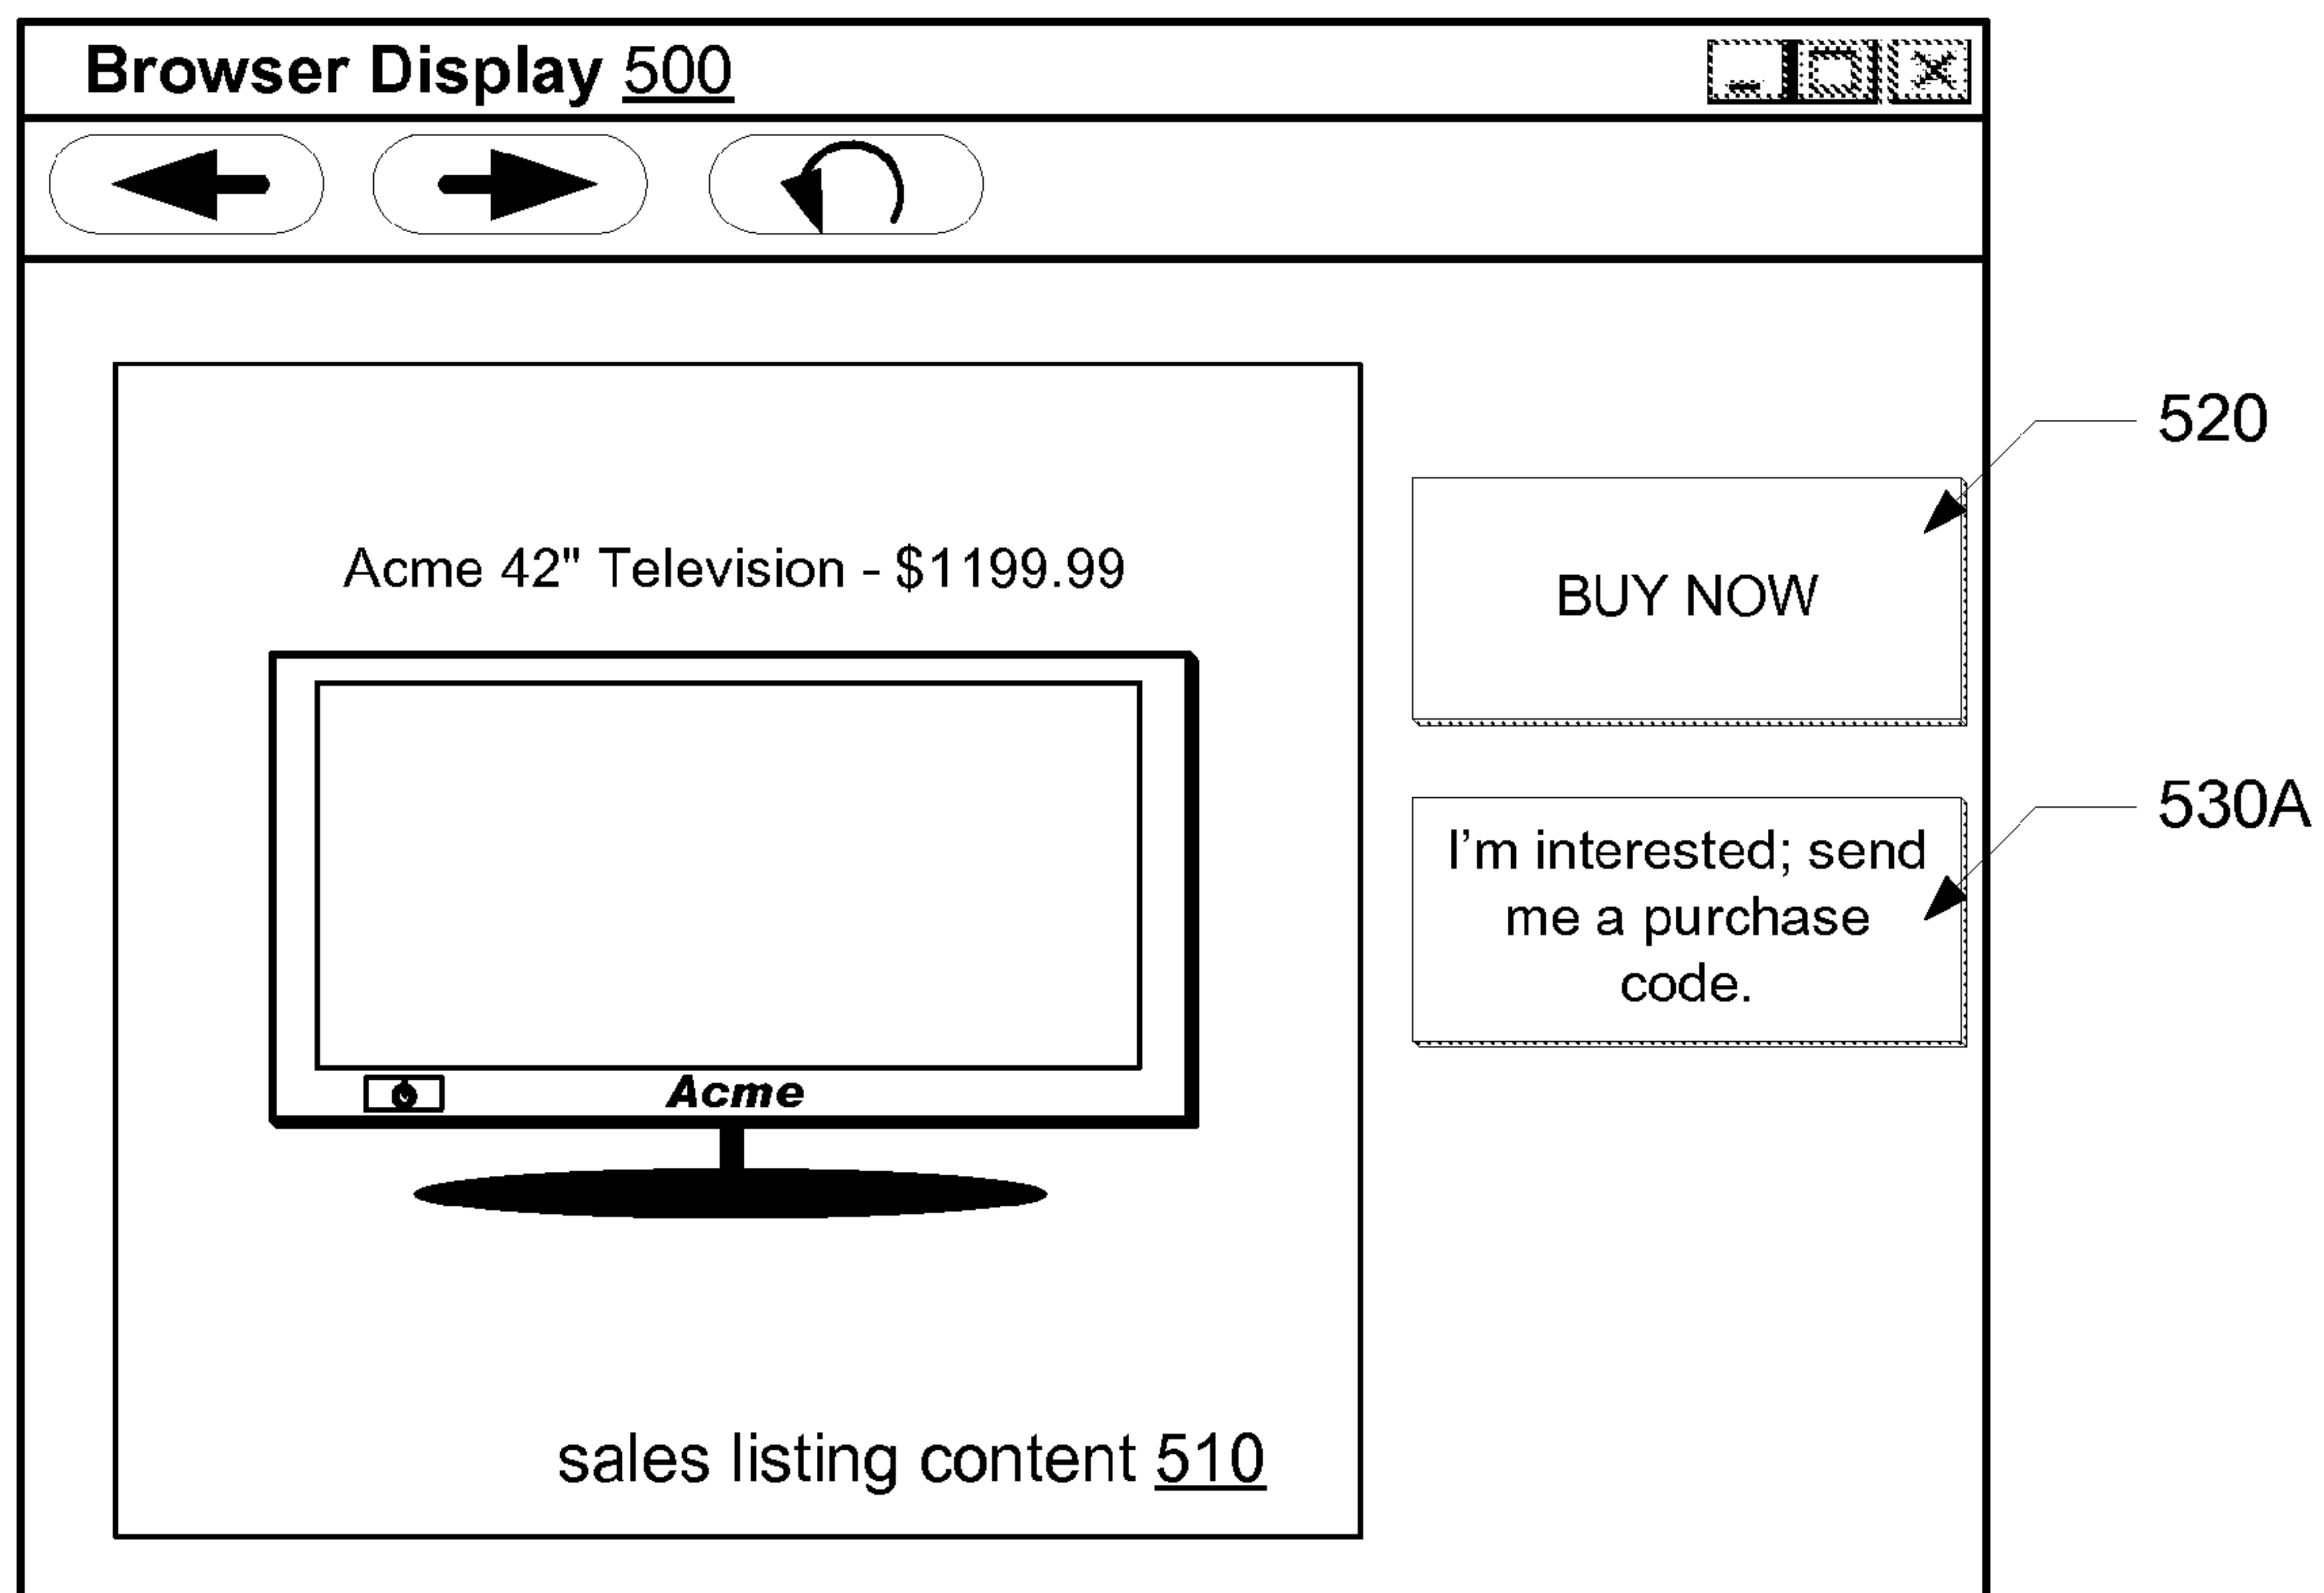 Browser Display 500
520
Acme 42" Television - $1199.99
BUY NOW
530A
I'm interested; send
me a purchase
code.
Acme
sales listing content 510